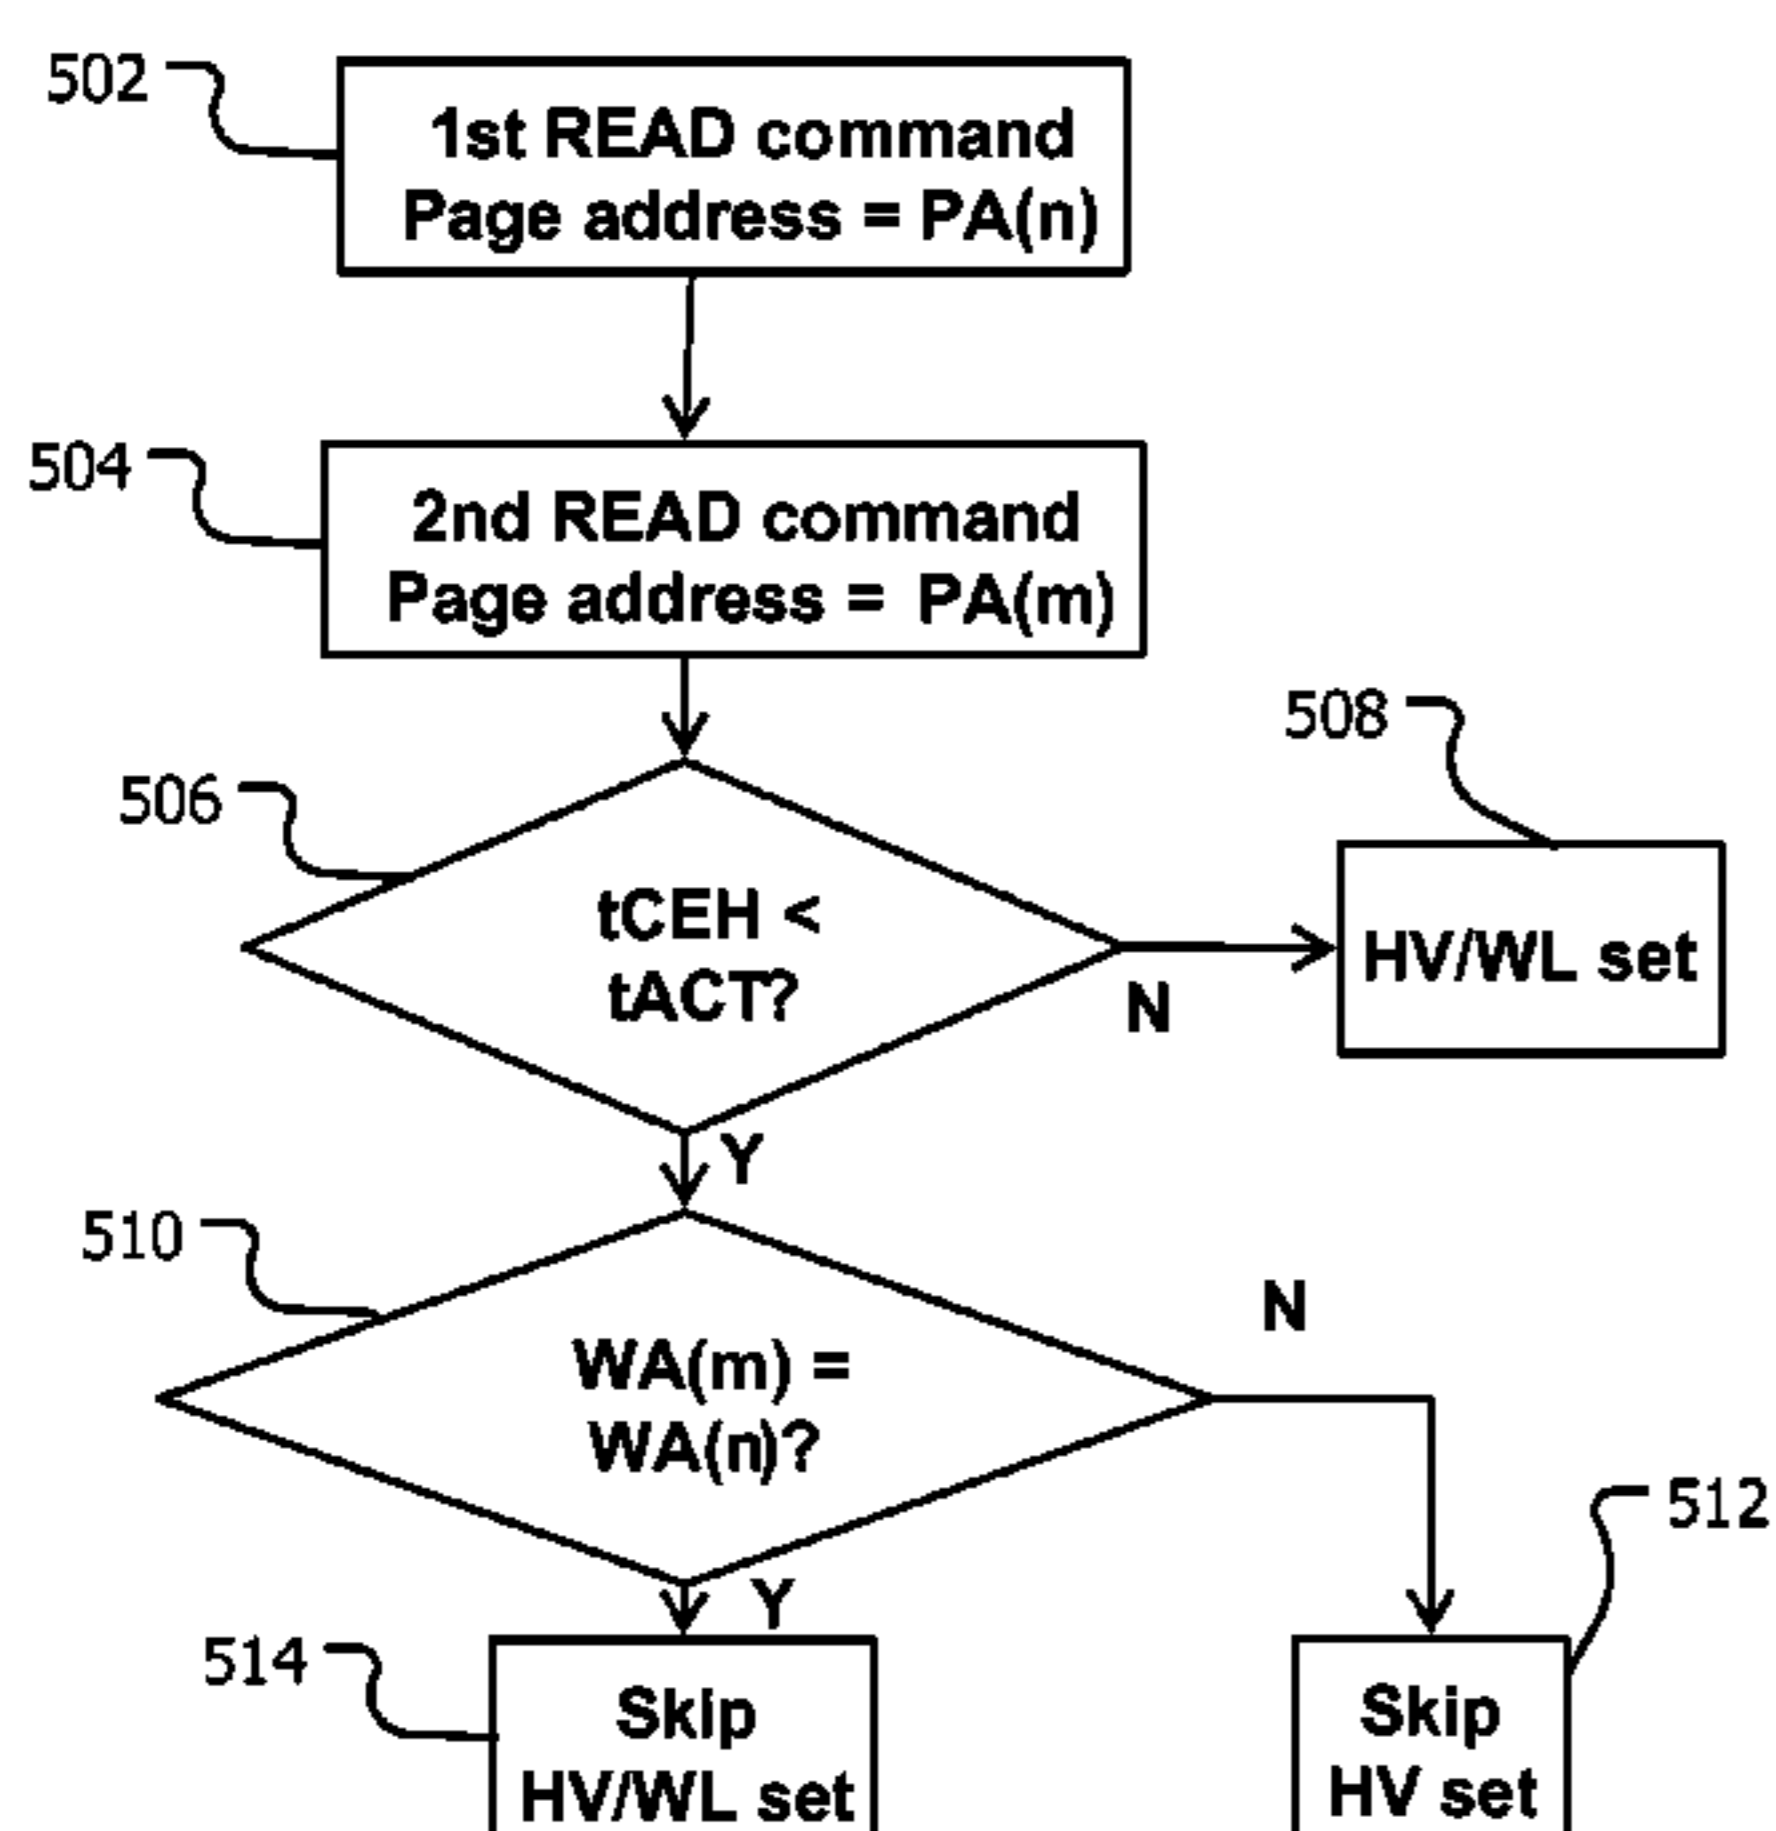 502
1st READ command
Page address = PA(n)
504
2nd READ command
Page address = PA(m)
506
tCEH <
tACT?
N
508
HV/WL set
Y
510
WA(m) =
WA(n)?
N
512
Y
514
Skip
HV/WL set
Skip
HV set